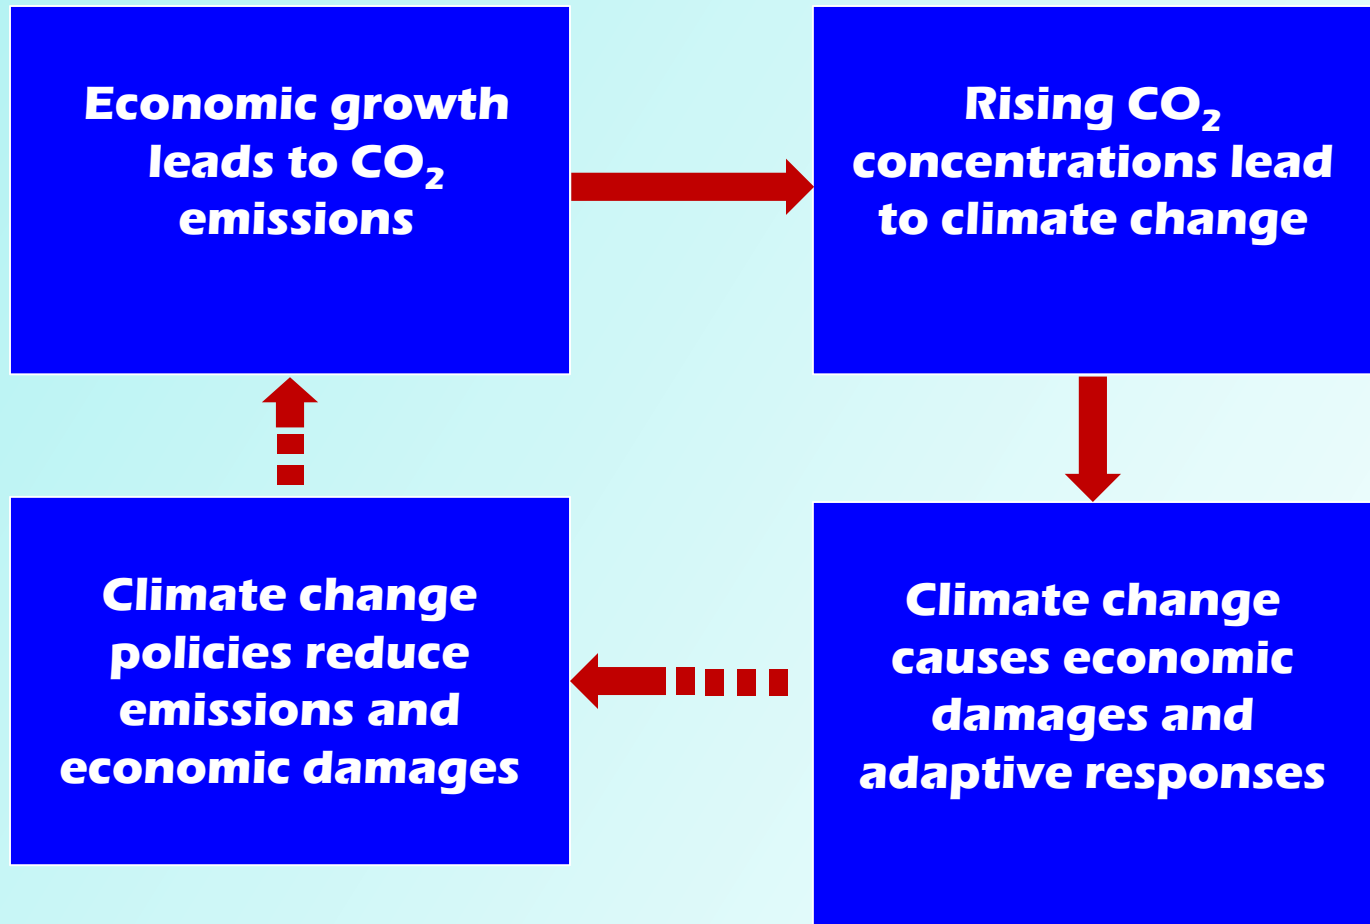 Economic growth
leads to CO₂
emissions
Rising CO₂
concentrations lead
to climate change
Climate change
policies reduce
emissions and
economic damages
Climate change
causes economic
damages and
adaptive responses